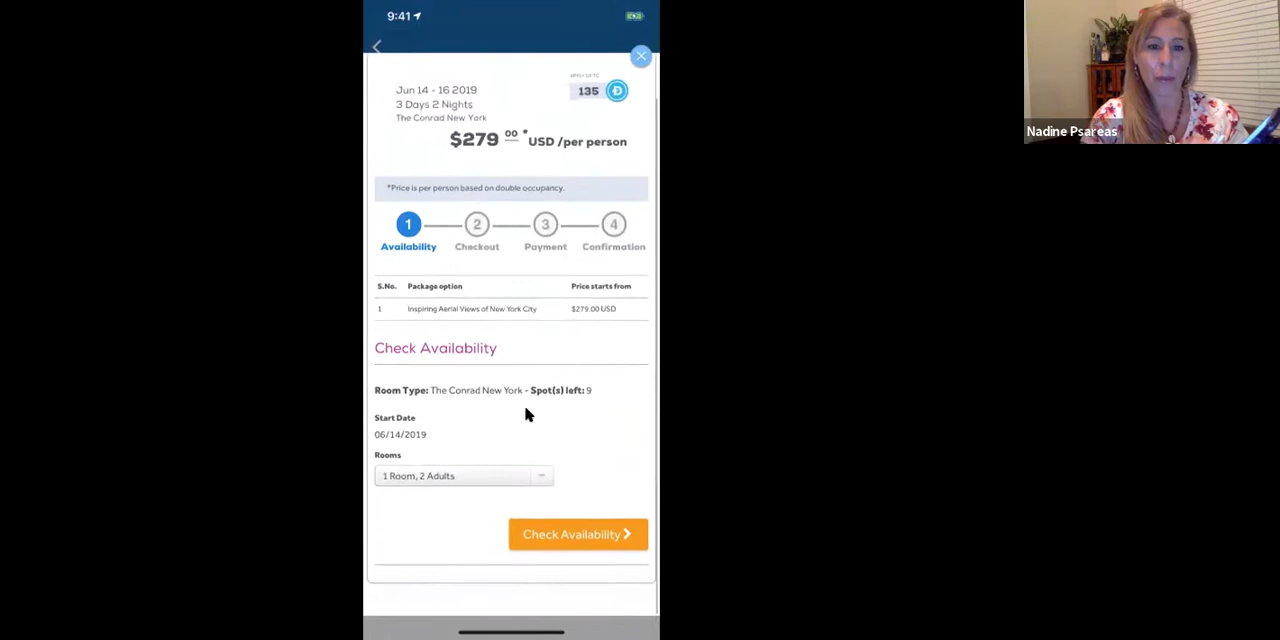 9:41
Jun 14 - 16 2019
3 Days 2 Nights
The Conrad New York
135
$279 00 * USD /per person
*Price is per person based on double occupancy.
1 2 3 4
Availability Checkout Payment Confirmation
S.No. Package option Price starts from
1 Inspiring Aerial Views of New York City $279.00 USD
Check Availability
Room Type: The Conrad New York - Spot(s) left: 9
Start Date
06/14/2019
Rooms
1 Room, 2 Adults
Check Availability
Nadine Psareas